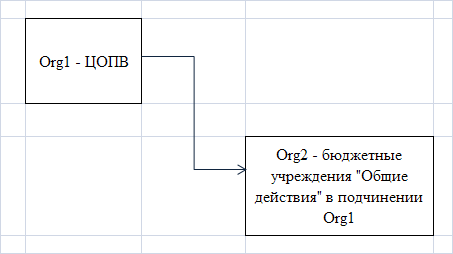 Org1 - ЦОПВ
Org2 - бюджетные
учреждения "Общие
действия" в подчинении
Org1